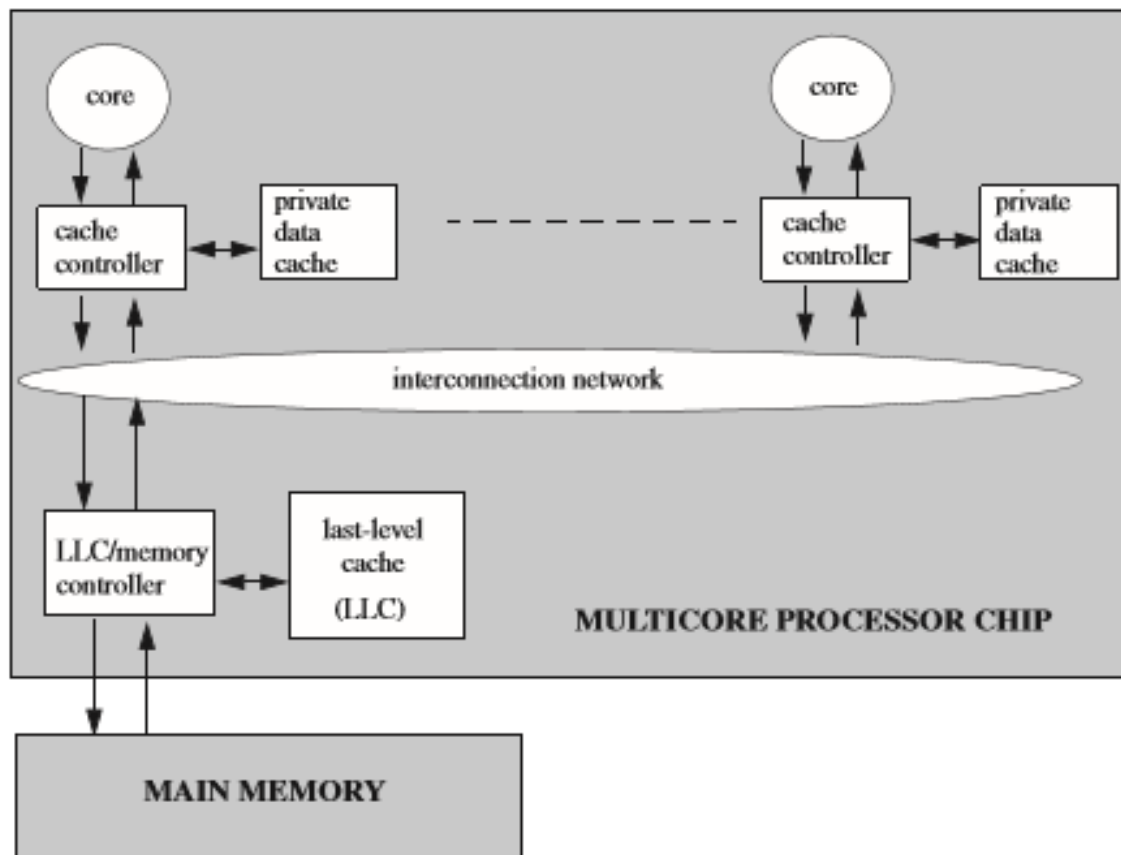 core
core
cache
controller
private
data
cache
cache
controller
private
data
cache
interconnection network
LLC/memory
controller
last-level
cache
(LLC)
MULTICORE PROCESSOR CHIP
MAIN MEMORY